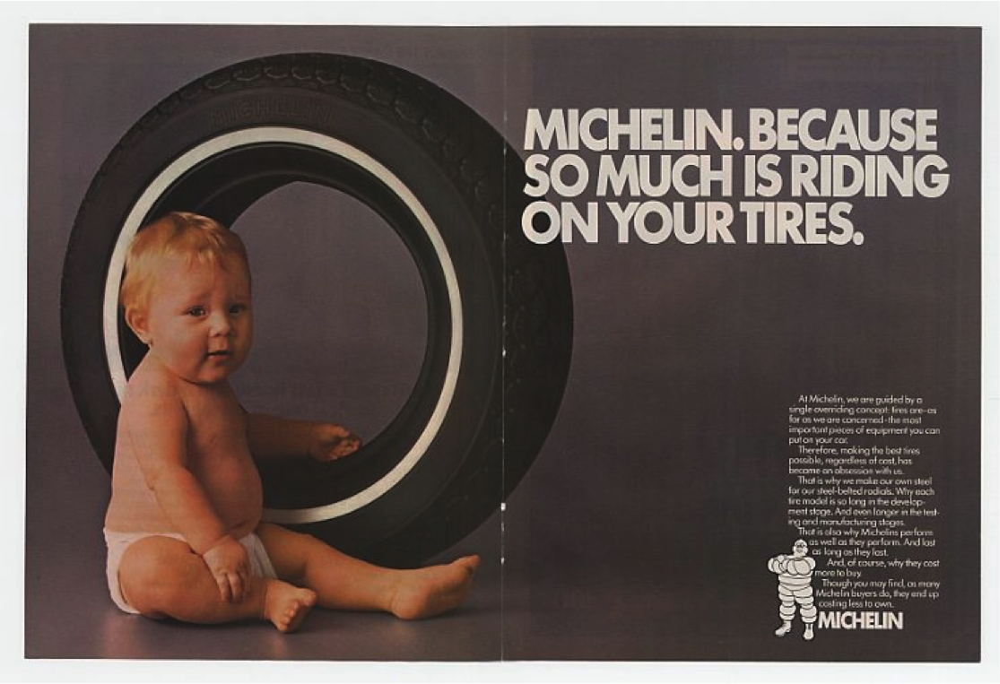 MICHELIN
MICHELIN. BECAUSE
SO MUCH IS RIDING
ON YOUR TIRES.
At Michelin, we are guided by a
single overriding concept: tires are–as
far as we are concerned–the most
important pieces of equipment you can
put on your car.
Therefore, making the best tires
possible, regardless of cost, has
become an obsession with us.
That is why we make our own steel
for our steel-belted radials. Why each
tire model is so long in the develop-
ment stage. And even longer in the test-
ing and manufacturing stages.
That is also why Michelins perform
as well as they perform. And last
as long as they last.
And, of course, why they cost
more to buy.
Though you may find, as many
Michelin buyers do, they end up
costing less to own.
MICHELIN